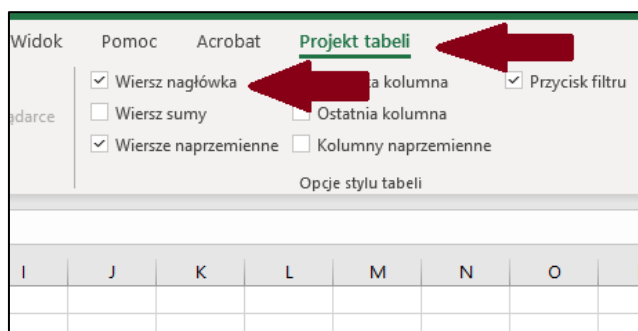 Widok Pomoc Acrobat Projekt tabeli
Wiersz nagłówka kolumna Przycisk filtru
Wiersz sumy Ostatnia kolumna
Wiersze naprzemienne Kolumny naprzemienne
Opcje stylu tabeli
I J K L M N O